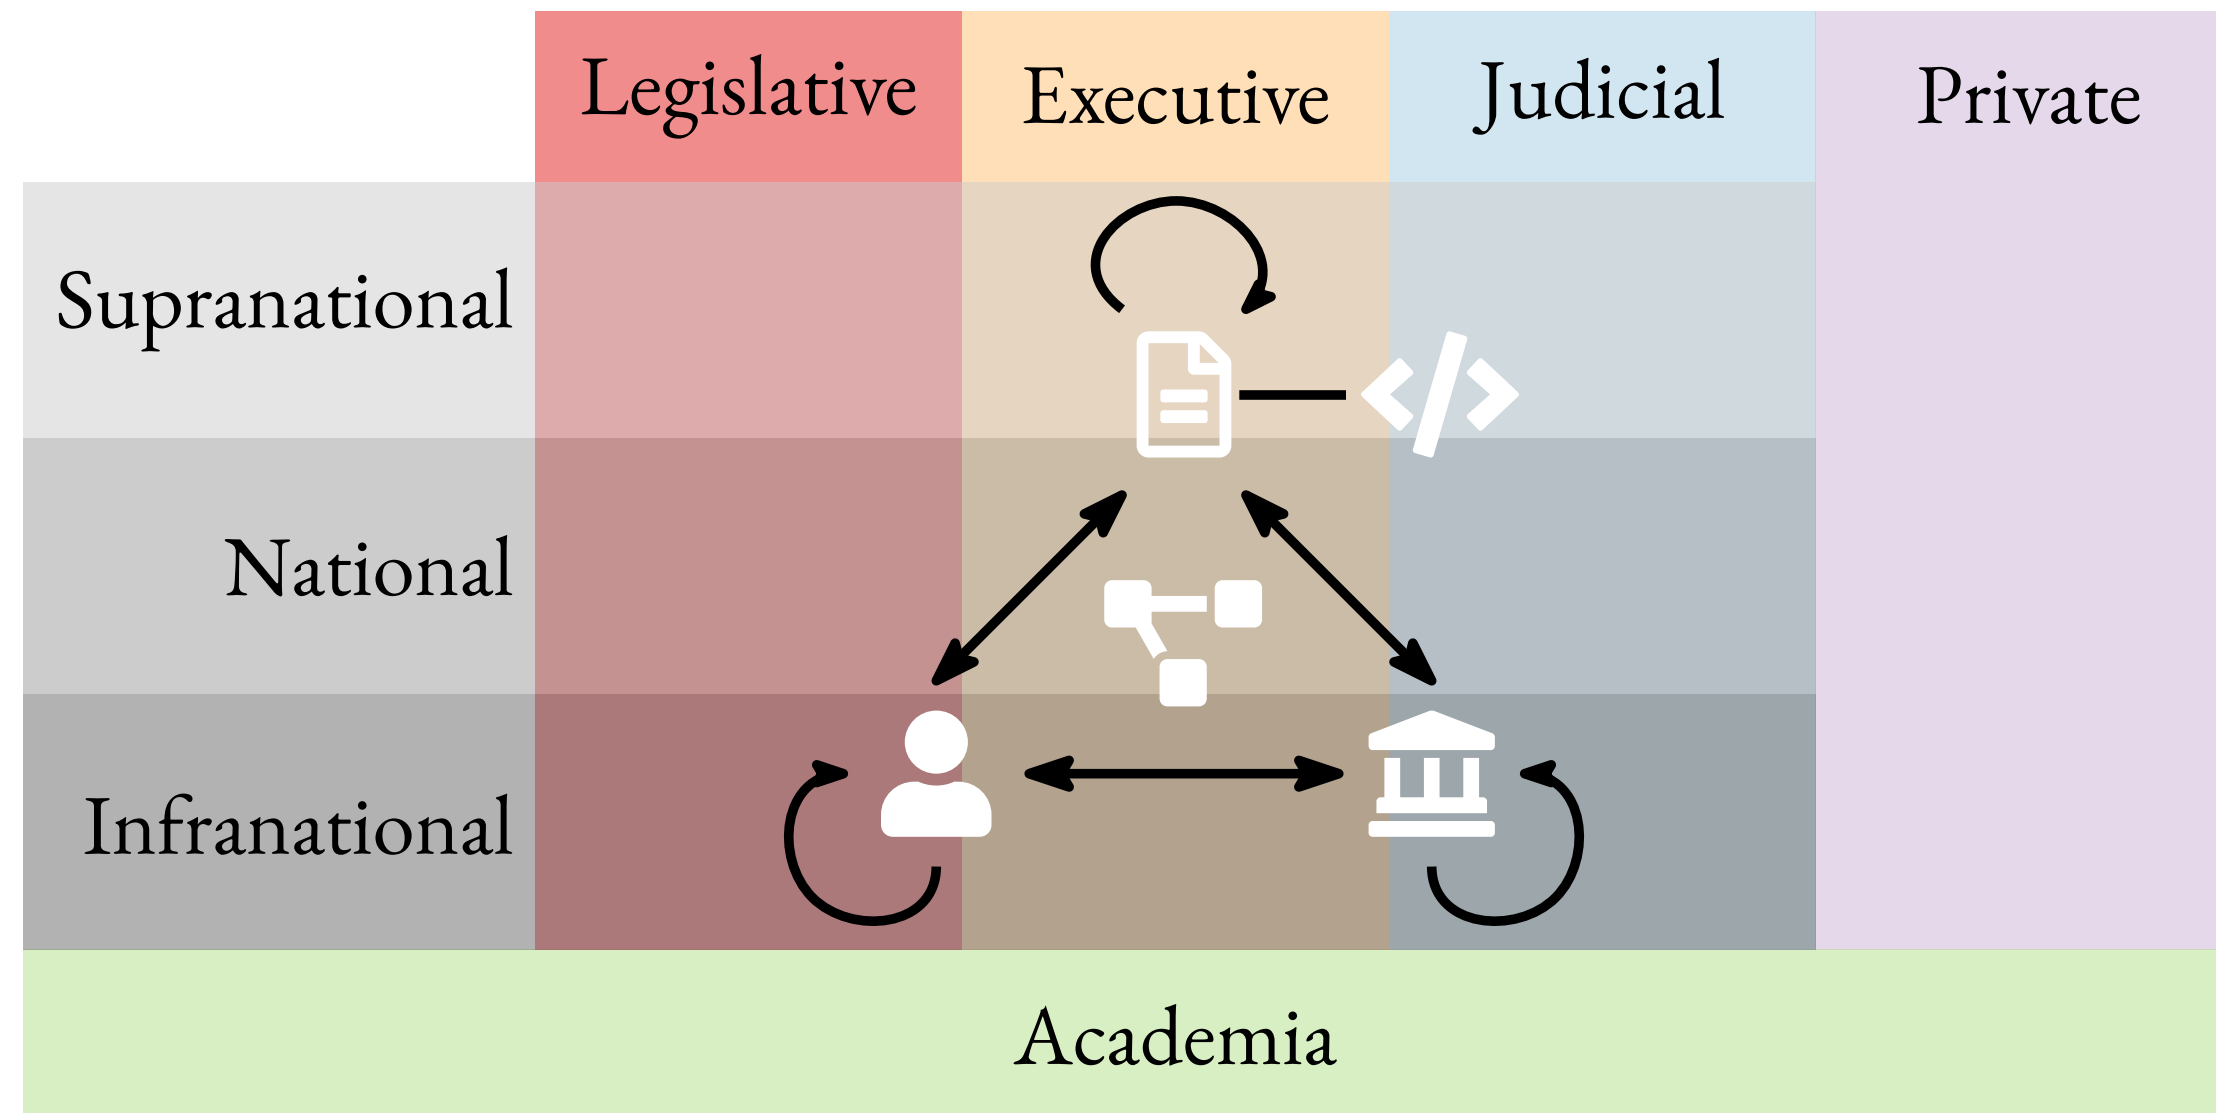 Legislative
Executive
Judicial
Private
Supranational
National
Infranational
Academia